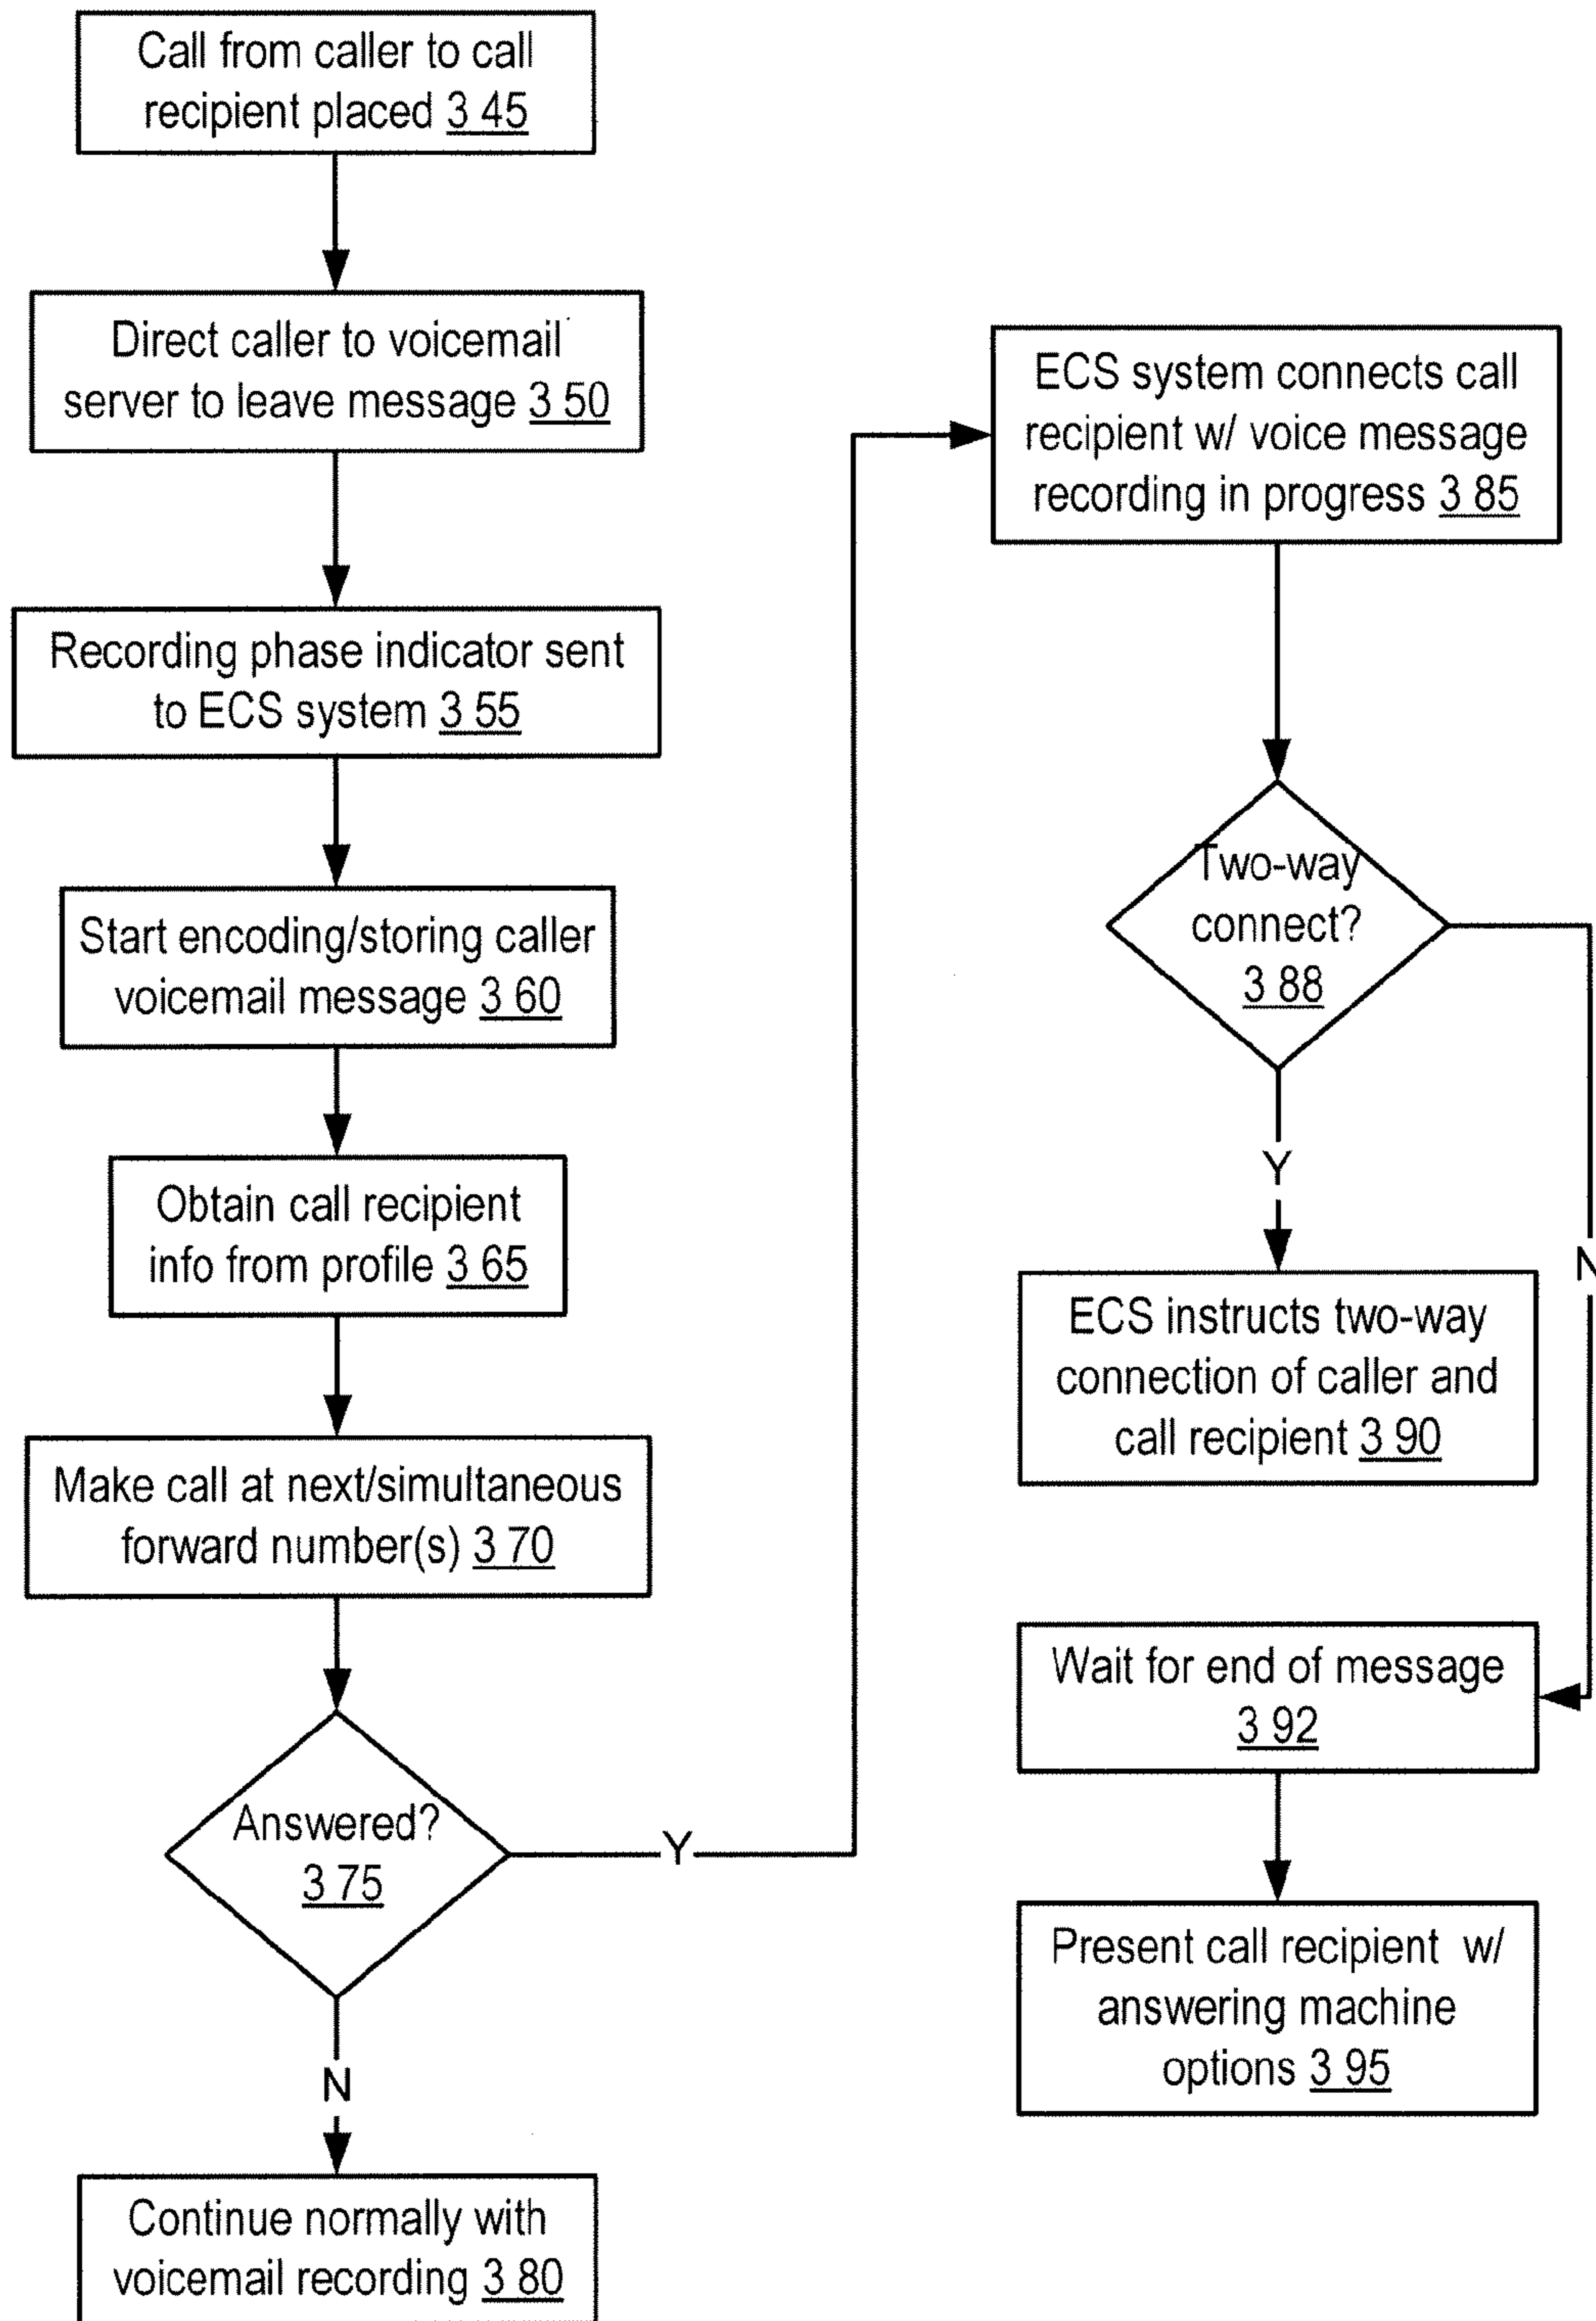 Call from caller to call
recipient placed 3 45
Direct caller to voicemail
server to leave message 3 50
Recording phase indicator sent
to ECS system 3 55
Start encoding/storing caller
voicemail message 3 60
Obtain call recipient
info from profile 3 65
Make call at next/simultaneous
forward number(s) 3 70
Answered?
3 75
Y
N
Continue normally with
voicemail recording 3 80
ECS system connects call
recipient w/ voice message
recording in progress 3 85
Two-way
connect?
3 88
Y
N
ECS instructs two-way
connection of caller and
call recipient 3 90
Wait for end of message
3 92
Present call recipient w/
answering machine
options 3 95